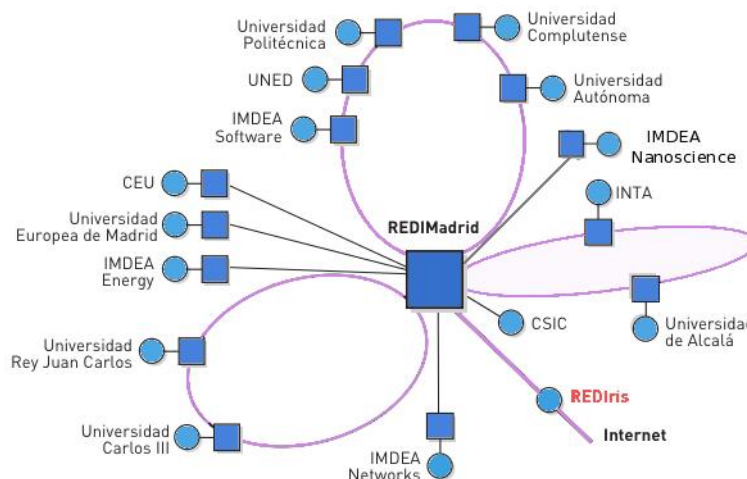 Universidad
Politécnica
Universidad
Complutense
UNED
Universidad
Autónoma
IMDEA
Software
IMDEA
Nanoscience
CEU
INTA
Universidad
Europea de Madrid
REDIMadrid
IMDEA
Energy
CSIC
Universidad
de Alcalá
Universidad
Rey Juan Carlos
REDIris
Universidad
Carlos III
Internet
IMDEA
Networks